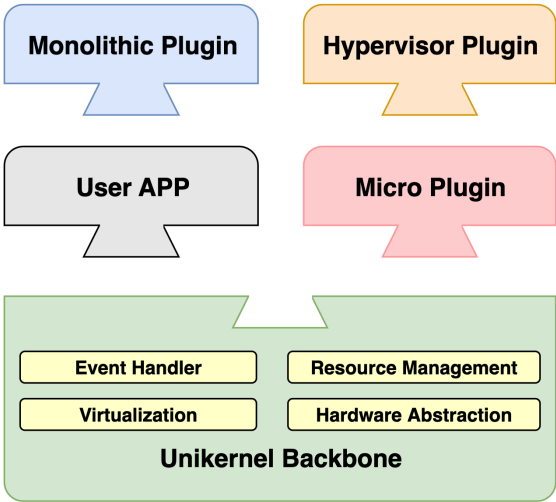 Monolithic Plugin
Hypervisor Plugin
User APP
Micro Plugin
Event Handler
Resource Management
Virtualization
Hardware Abstraction
Unikernel Backbone